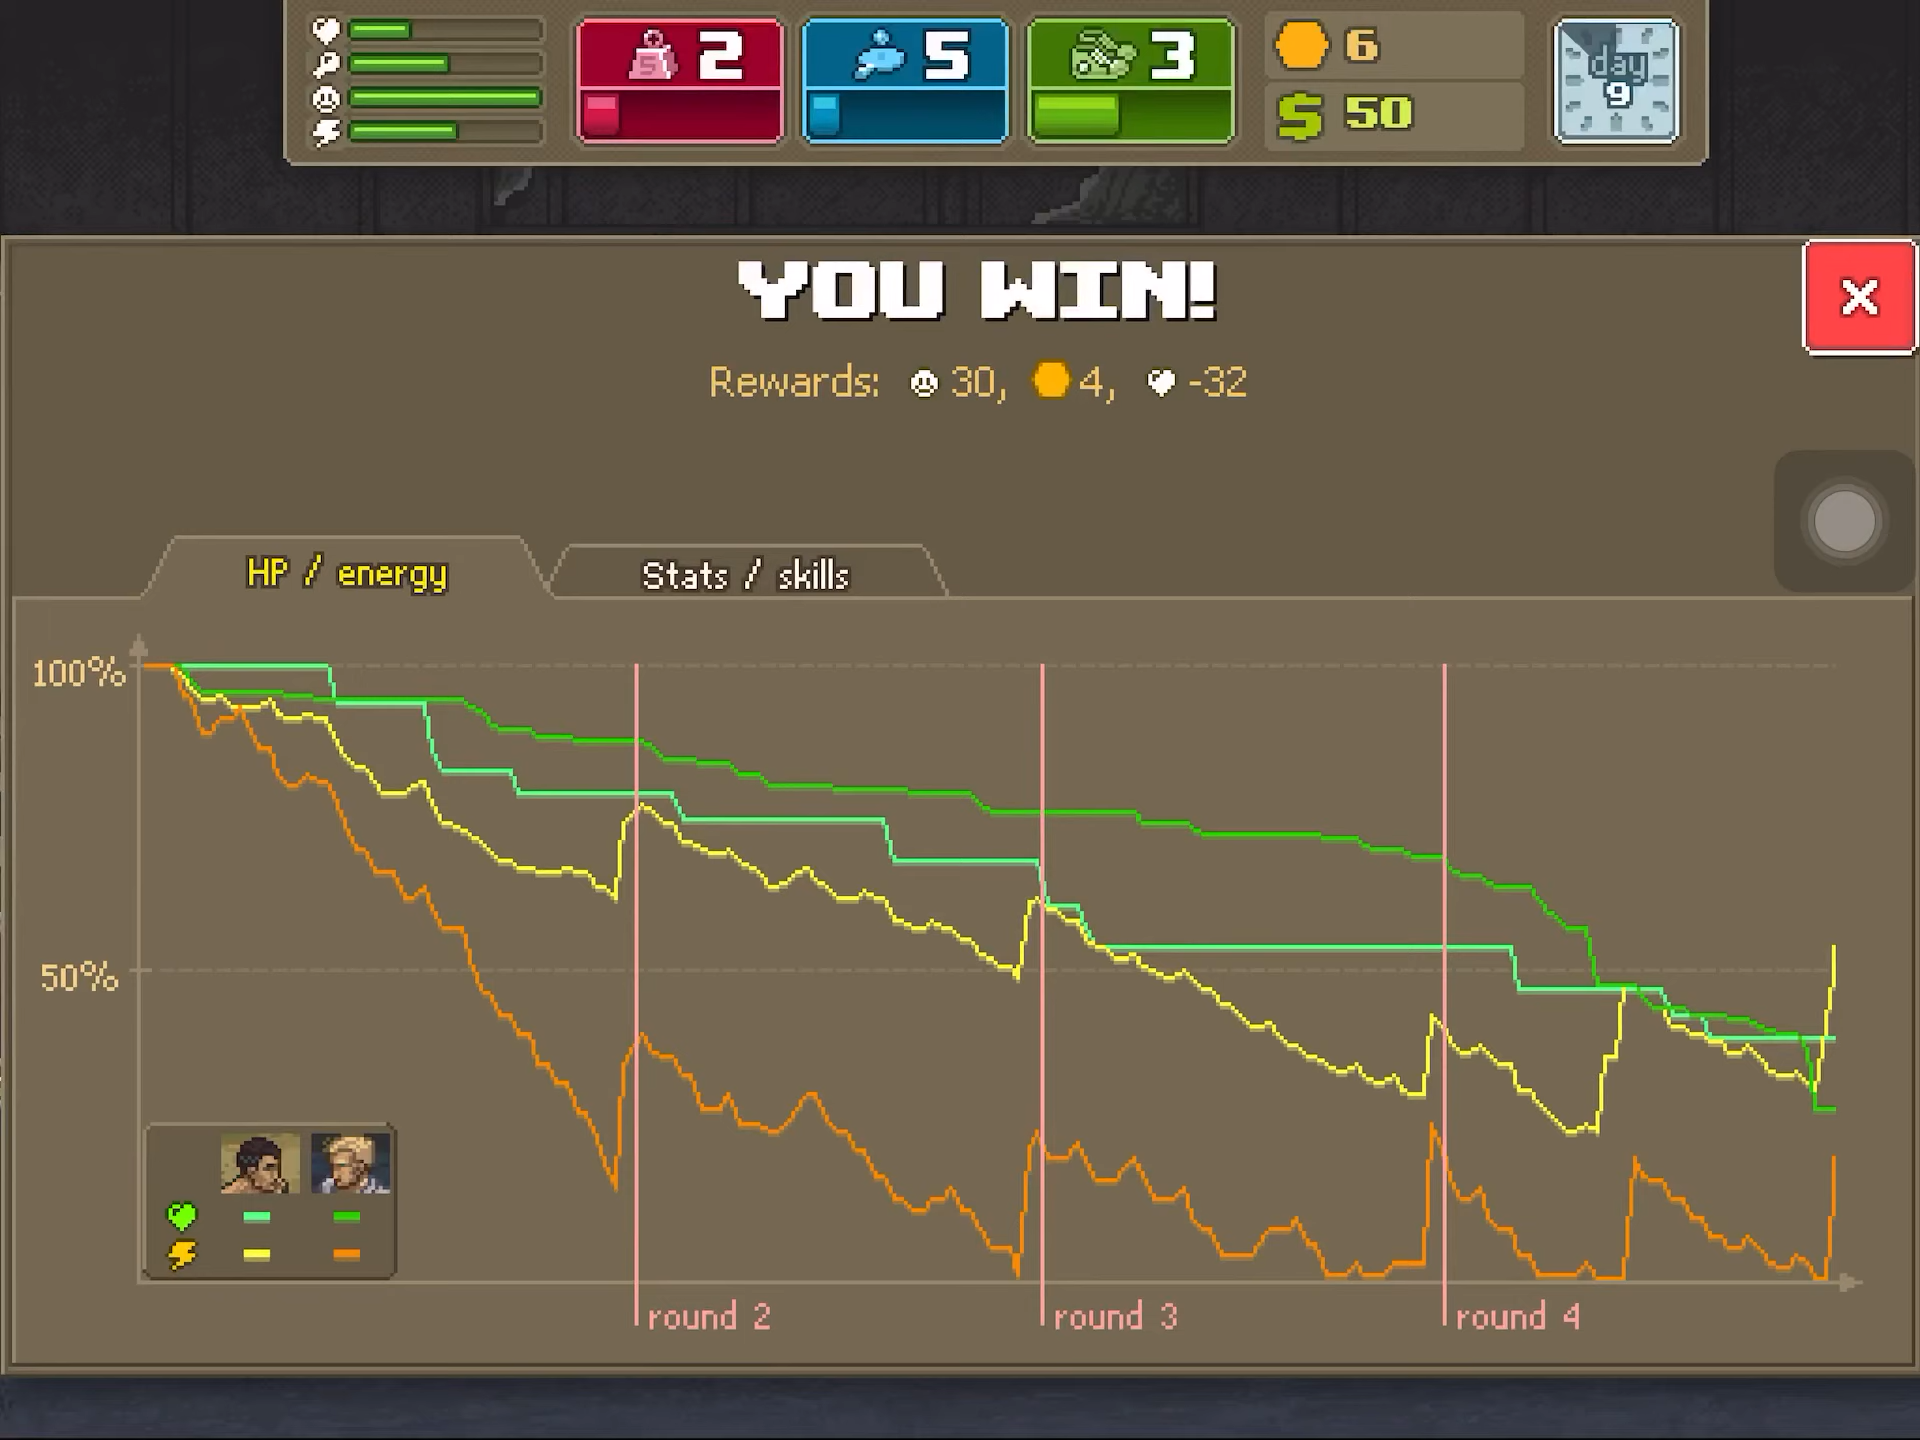 2
5
3
6
50
5
day
9
YOU WIN!
Rewards: 30, 4, -32
HP / energy
Stats / skills
100%
50%
round 2
round 3
round 4